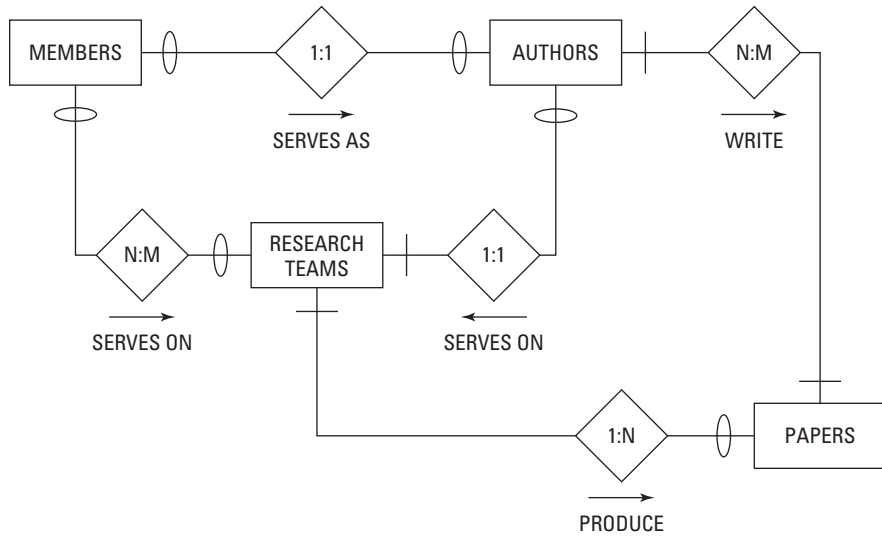 MEMBERS
1:1
AUTHORS
N:M
SERVES AS
WRITE
N:M
RESEARCH
TEAMS
1:1
SERVES ON
SERVES ON
1:N
PAPERS
PRODUCE